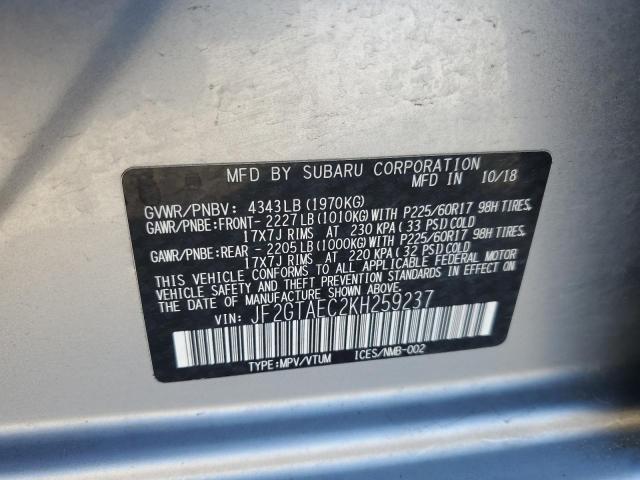 MFD BY SUBARU CORPORATION
MFD IN 10/18
GVWR/PNBV: 4343LB(1970KG)
GAWR/PNBE:FRONT- 2227LB(1010KG)WITH P225/60R17 98H TIRES,
17X7J RIMS AT 230 KPA(33 PSI)COLD
GAWR/PNBE:REAR - 2205LB(1000KG)WITH P225/60R17 98H TIRES,
17X7J RIMS AT 220 KPA(32 PSI)COLD
THIS VEHICLE CONFORMS TO ALL APPLICABLE FEDERAL MOTOR
VEHICLE SAFETY AND THEFT PREVENTION STANDARDS IN EFFECT ON
THE DATE OF MANUFACTURE SHOWN ABOVE.
VIN: JF2GTAEC2KH259237
TYPE:MPV/VTUM ICES/NMB-002